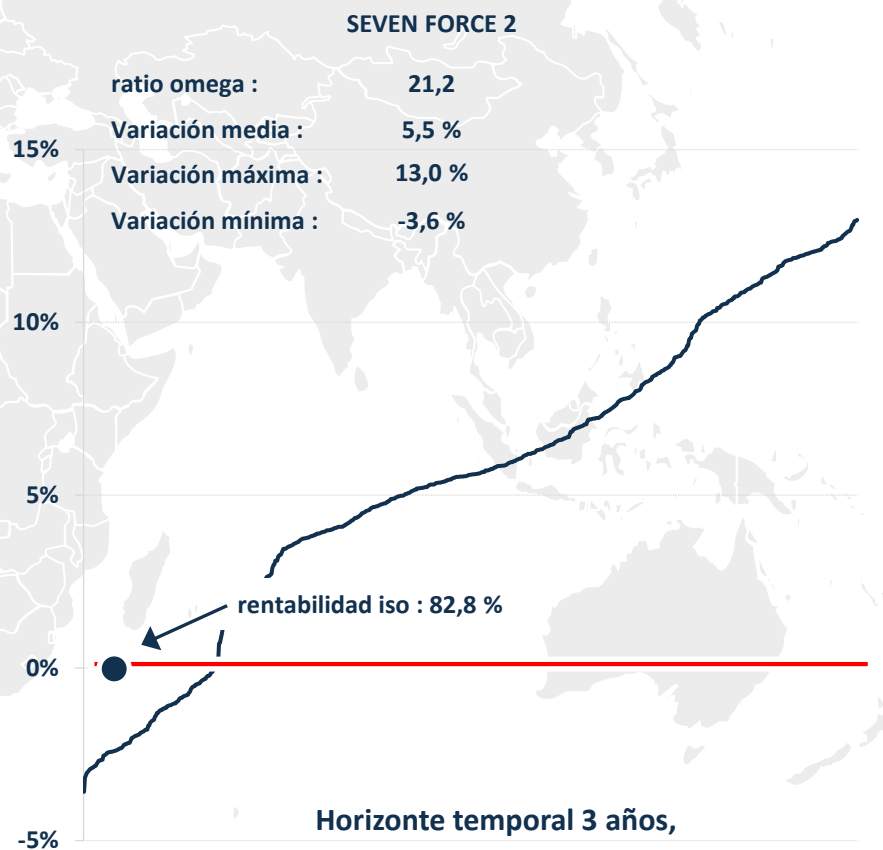 SEVEN FORCE 2
ratio omega : 21,2
Variación media : 5,5 %
15%
Variación máxima : 13,0 %
Variación mínima : -3,6 %
10%
5%
rentabilidad iso : 82,8 %
0%
Horizonte temporal 3 años,
-5%